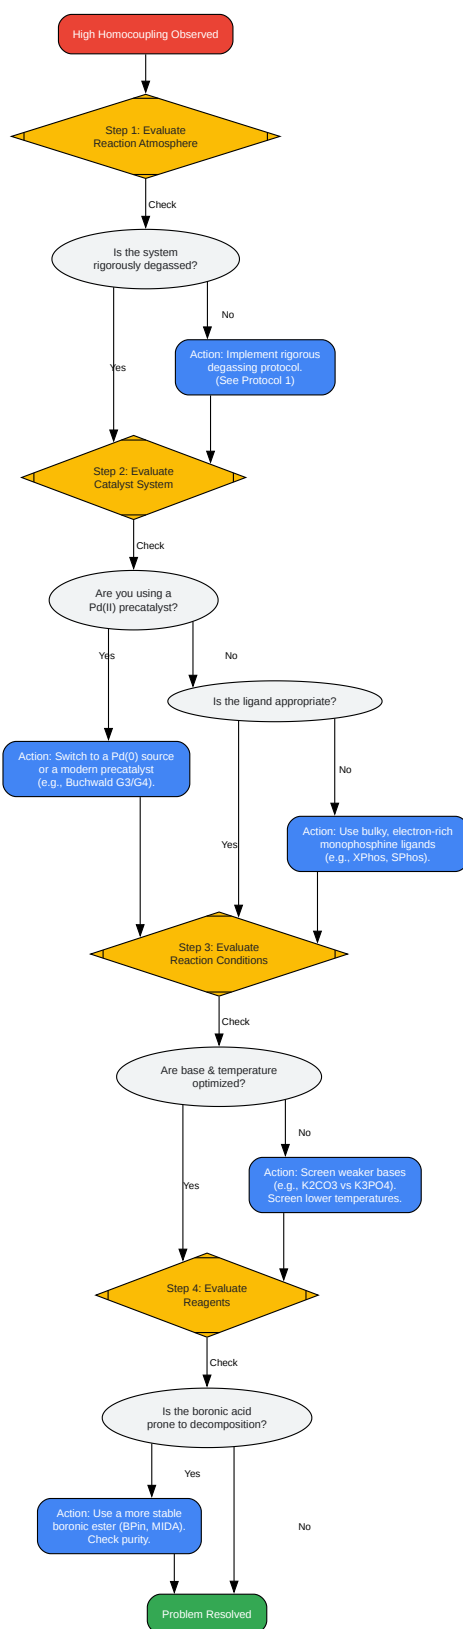 High Homocoupling Observed
Step 1: Evaluate
Reaction Atmosphere
Check
Is the system
rigorously degassed?
No
Yes
Action: Implement rigorous
degassing protocol.
(See Protocol 1)
Step 2: Evaluate
Catalyst System
Check
Are you using a
Pd(II) precatalyst?
Yes
No
Is the ligand appropriate?
Action: Switch to a Pd(0) source
or a modern precatalyst
(e.g., Buchwald G3/G4).
No
Yes
Action: Use bulky, electron-rich
monophosphine ligands
(e.g., XPhos, SPhos).
Step 3: Evaluate
Reaction Conditions
Check
Are base & temperature
optimized?
No
Yes
Action: Screen weaker bases
(e.g., K2CO3 vs K3PO4).
Screen lower temperatures.
Step 4: Evaluate
Reagents
Check
Is the boronic acid
prone to decomposition?
Yes
No
Action: Use a more stable
boronic ester (BPin, MIDA).
Check purity.
Problem Resolved